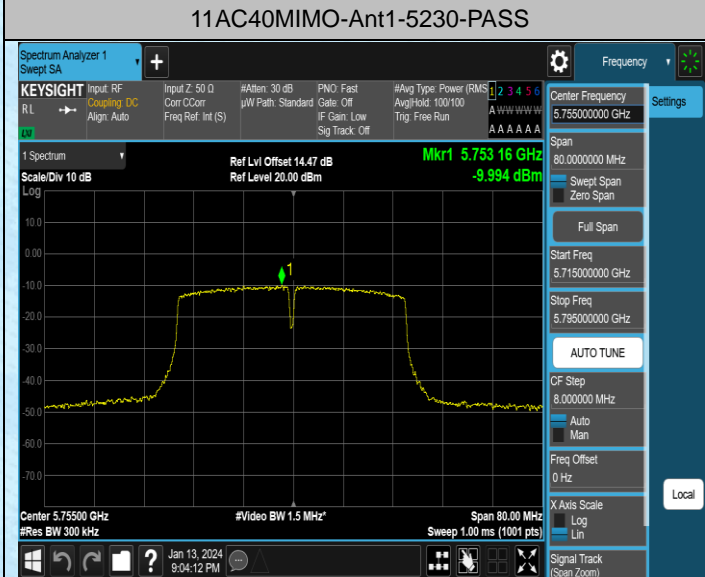 11AC40MIMO-Ant1-5230-PASS
Spectrum Analyzer 1
Swept SA
Frequency
KEYSIGHT
RL
LXI
Input: RF
Coupling: DC
Align: Auto
Input Z: 50 Ω
Corr CCorr
Freq Ref: Int (S)
#Atten: 30 dB
µW Path: Standard
PNO: Fast
Gate: Off
IF Gain: Low
Sig Track: Off
#Avg Type: Power (RMS
Avg|Hold: 100/100
Trig: Free Run
1 2 3 4 5 6
A W W W W W
A A A A A A
1 Spectrum
Scale/Div 10 dB
Log
Ref Lvl Offset 14.47 dB
Ref Level 20.00 dBm
Mkr1 5.753 16 GHz
-9.994 dBm
10.0
0.00
-10.0
-20.0
-30.0
-40.0
-50.0
-60.0
-70.0
1
Center 5.75500 GHz
#Res BW 300 kHz
#Video BW 1.5 MHz*
Span 80.00 MHz
Sweep 1.00 ms (1001 pts)
?
Jan 13, 2024
9:04:12 PM
Center Frequency
5.755000000 GHz
Settings
Span
80.0000000 MHz
Swept Span
Zero Span
Full Span
Start Freq
5.715000000 GHz
Stop Freq
5.795000000 GHz
AUTO TUNE
CF Step
8.000000 MHz
Auto
Man
Freq Offset
0 Hz
Local
X Axis Scale
Log
Lin
Signal Track
(Span Zoom)